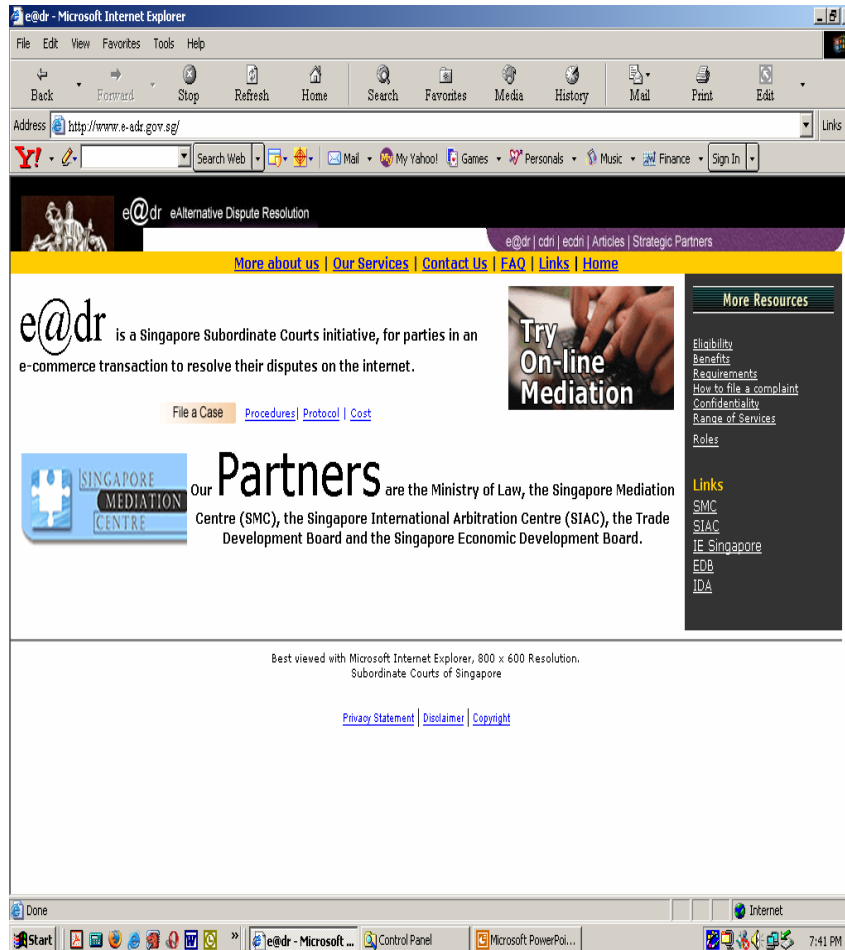 e@dr - Microsoft Internet Explorer
File Edit View Favorites Tools Help
Back Forward Stop Refresh Home Search Favorites Media History Mail Print Edit
Address http://www.e-adr.gov.sg/ Links
Y! Search Web Mail My Yahoo! Games Personals Music Finance Sign In
e@dr eAlternative Dispute Resolution
e@dr | cdri | ecdri | Articles | Strategic Partners
More about us | Our Services | Contact Us | FAQ | Links | Home
e@dr is a Singapore Subordinate Courts initiative, for parties in an
e-commerce transaction to resolve their disputes on the internet.
Try
On-line
Mediation
File a Case Procedures| Protocol | Cost
SINGAPORE
MEDIATION
CENTRE
Our Partners are the Ministry of Law, the Singapore Mediation
Centre (SMC), the Singapore International Arbitration Centre (SIAC), the Trade
Development Board and the Singapore Economic Development Board.
More Resources
Eligibility
Benefits
Requirements
How to file a complaint
Confidentiality
Range of Services
Roles
Links
SMC
SIAC
IE Singapore
EDB
IDA
Best viewed with Microsoft Internet Explorer, 800 x 600 Resolution.
Subordinate Courts of Singapore
Privacy Statement | Disclaimer | Copyright
Done Internet
Start » e@dr - Microsoft ... Control Panel Microsoft PowerPoi... 7:41 PM